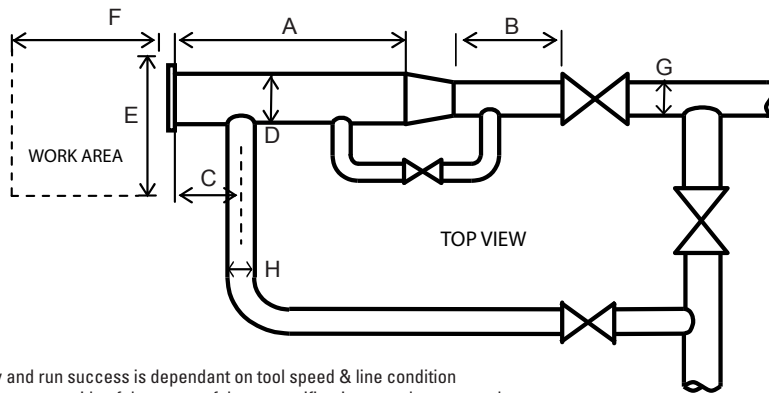 F
A
B
G
E
D
WORK AREA
C
TOP VIEW
H
y and run success is dependant on tool speed & line condition